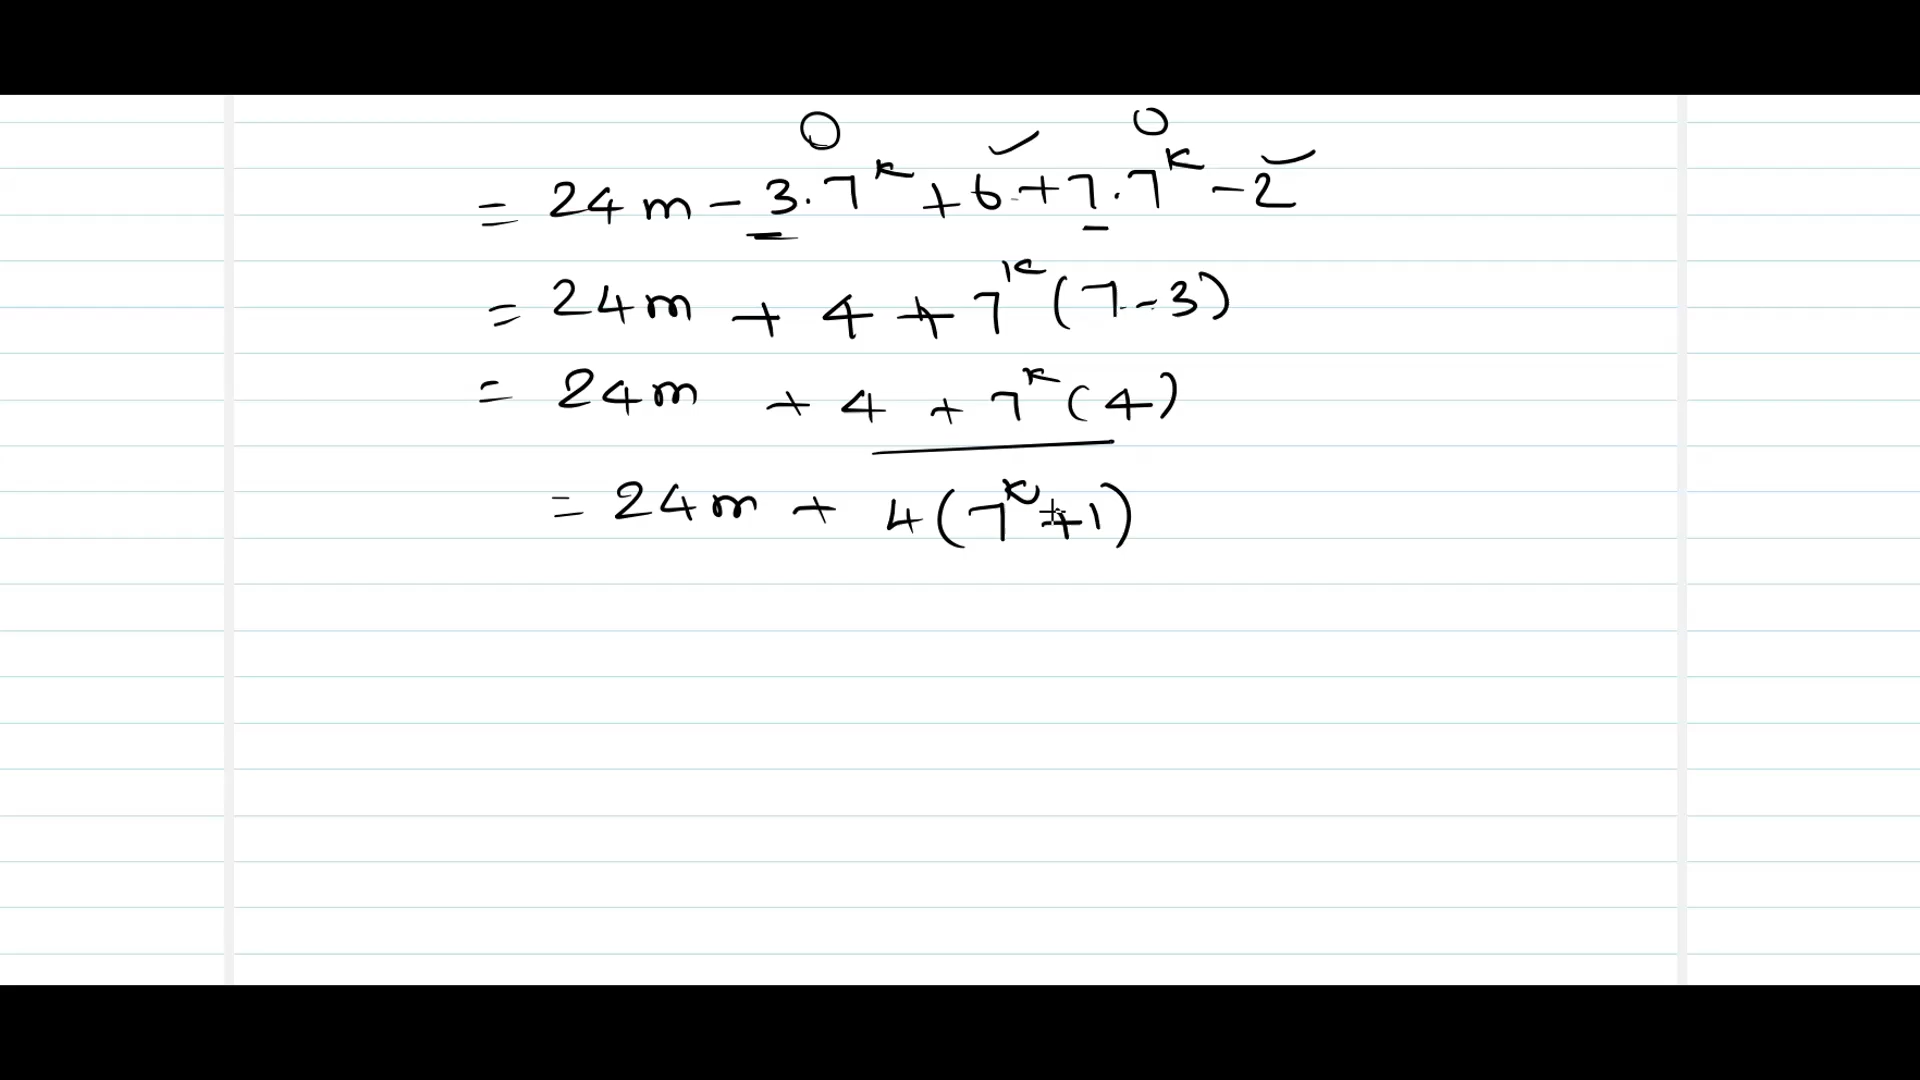 = 24m - 3.7^k + 6 + 7.7^k - 2
= 24m + 4 + 7^k (7-3)
= 24m + 4 + 7^k (4)
= 24m + 4(7^k+1)